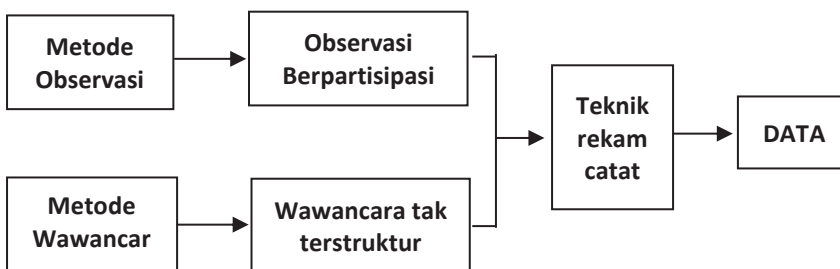 Metode
Observasi
Observasi
Berpartisipasi
Teknik
rekam
catat
DATA
Metode
Wawancar
Wawancara tak
terstruktur